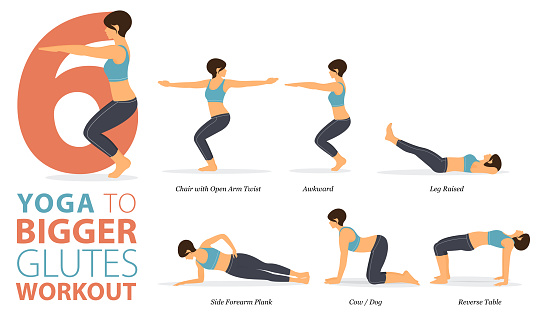 6
YOGA TO
BIGGER
GLUTES
WORKOUT
Chair with Open Arm Twist
Awkward
Leg Raised
Side Forearm Plank
Cow / Dog
Reverse Table